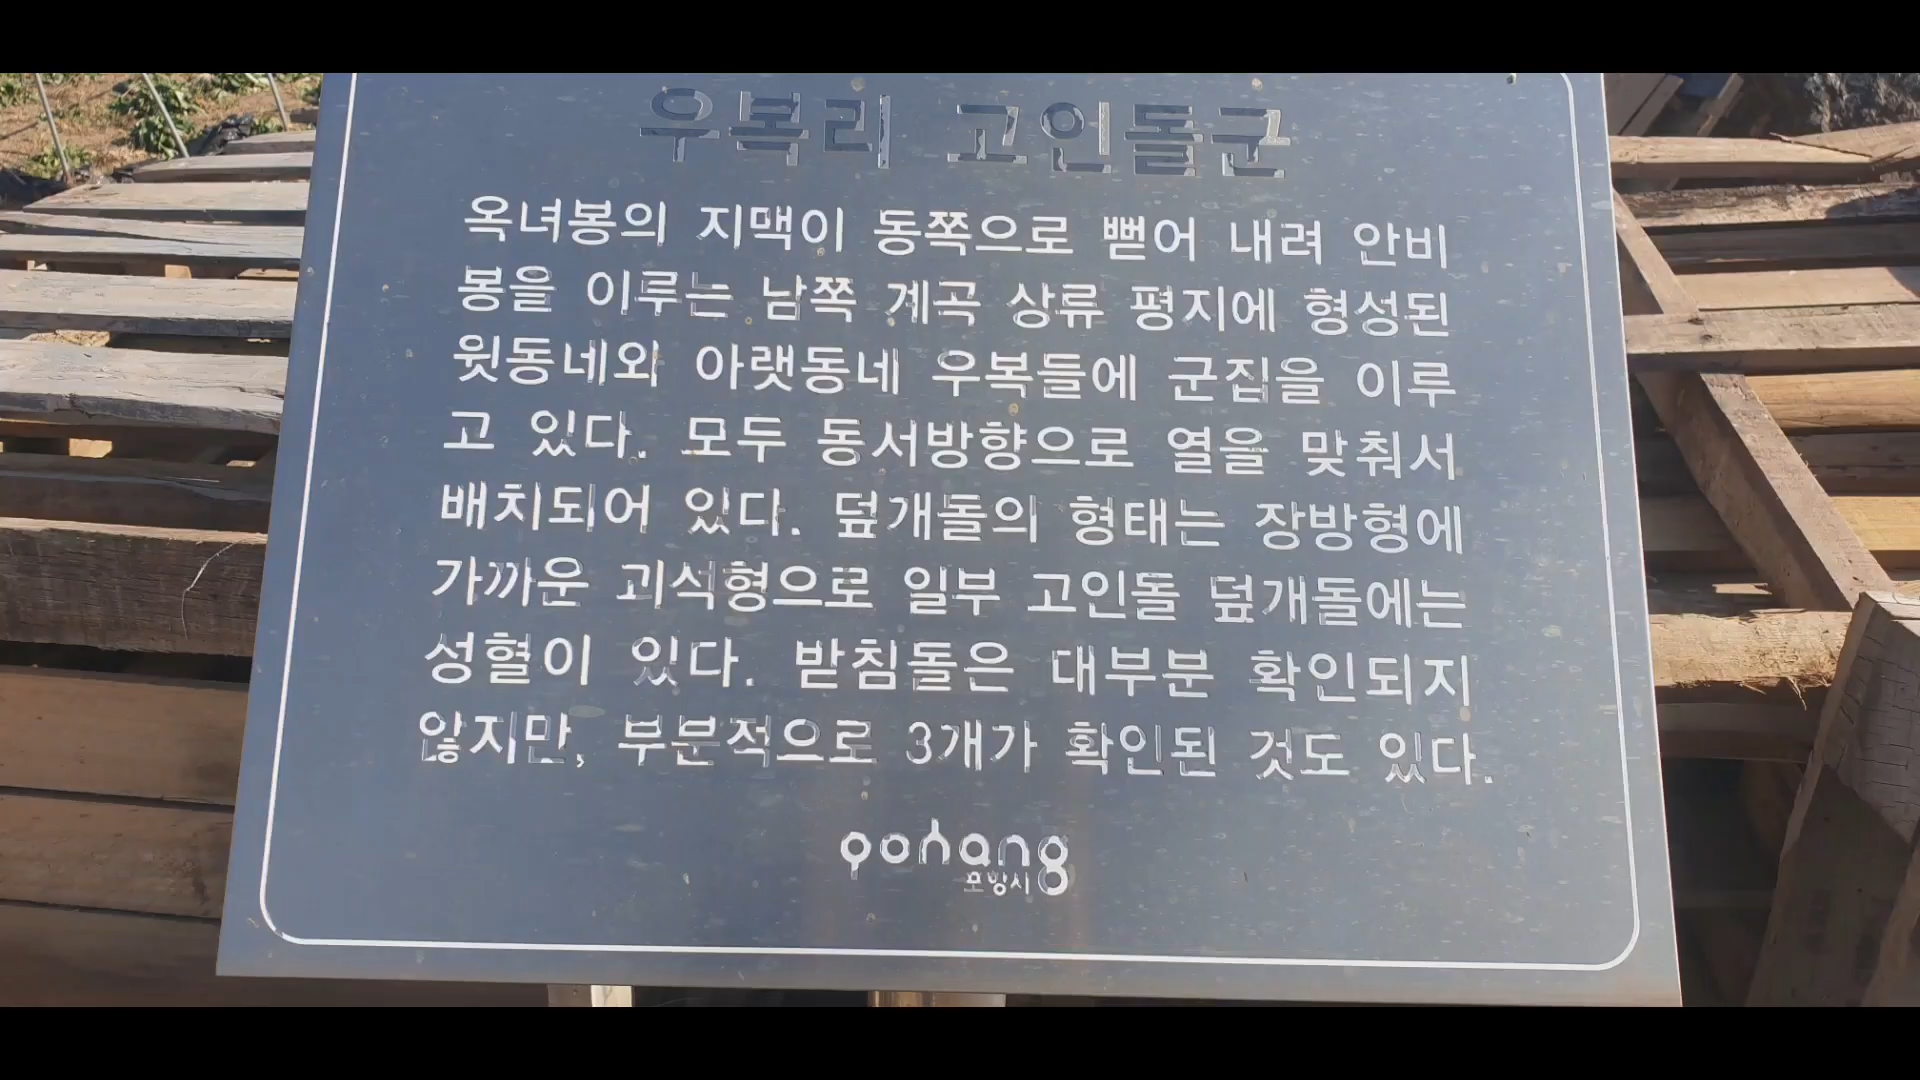 우복리 고인돌군
옥녀봉의 지맥이 동쪽으로 뻗어 내려 안비
봉을 이루는 남쪽 계곡 상류 평지에 형성된
윗동네와 아랫동네 우복들에 군집을 이루
고 있다. 모두 동서방향으로 열을 맞춰서
배치되어 있다. 덮개돌의 형태는 장방형에
가까운 괴석형으로 일부 고인돌 덮개돌에는
성혈이 있다. 받침돌은 대부분 확인되지
않지만, 부분적으로 3개가 확인된 것도 있다.
pohang
포항시